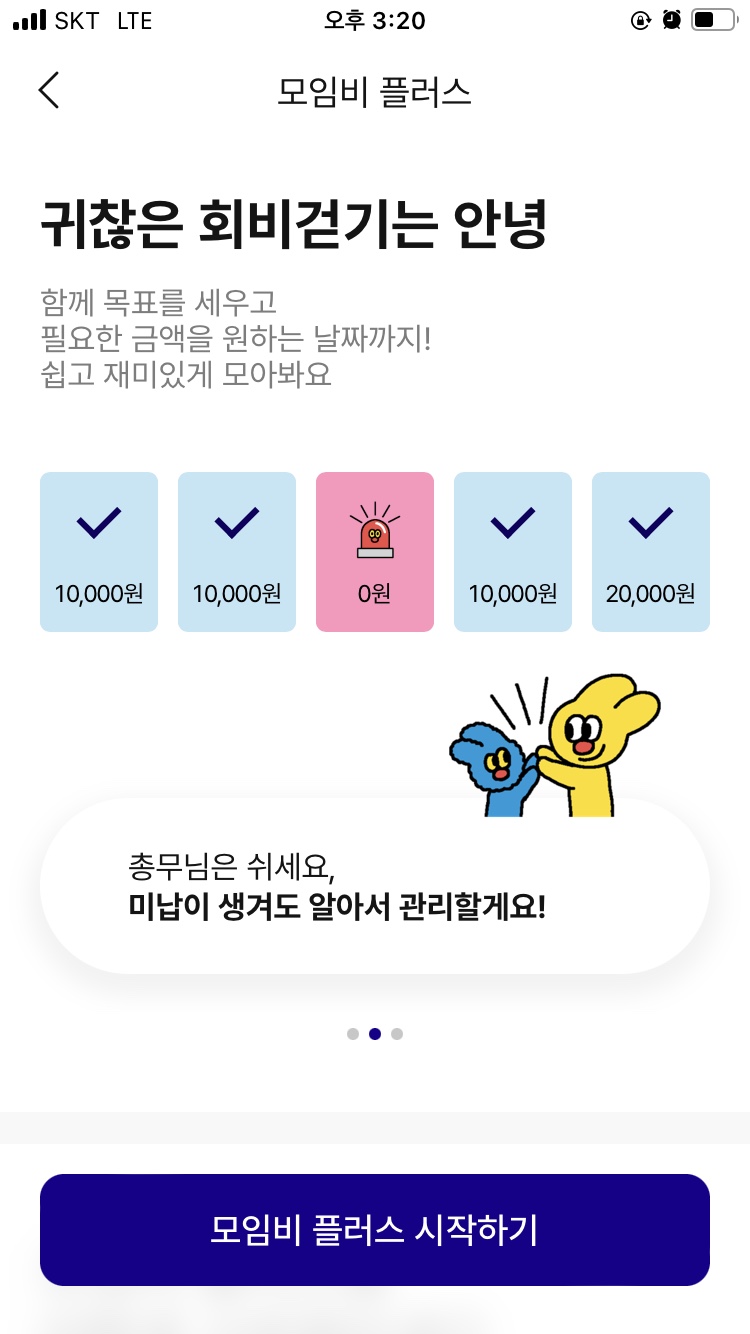 SKT LTE 오후 3:20
모임비 플러스
귀찮은 회비걷기는 안녕
함께 목표를 세우고
필요한 금액을 원하는 날짜까지!
쉽고 재미있게 모아봐요
10,000원 10,000원 0원 10,000원 20,000원
총무님은 쉬세요,
미납이 생겨도 알아서 관리할게요!
모임비 플러스 시작하기